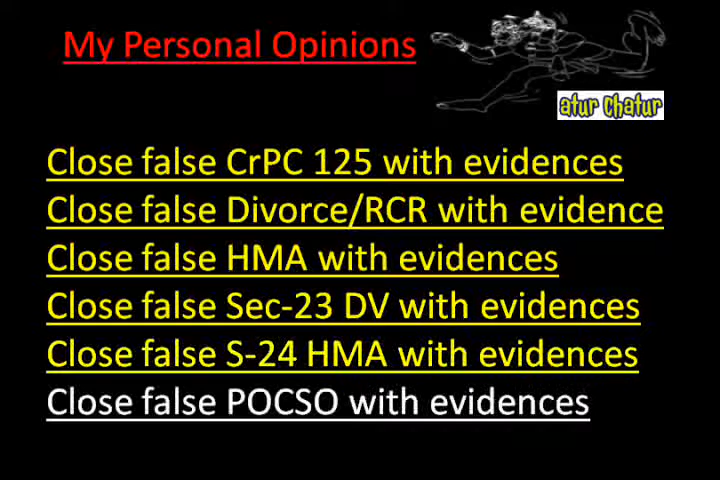 My Personal Opinions
atur chatur
Close false CrPC 125 with evidences
Close false Divorce/RCR with evidence
Close false HMA with evidences
Close false Sec-23 DV with evidences
Close false S-24 HMA with evidences
Close false POCSO with evidences